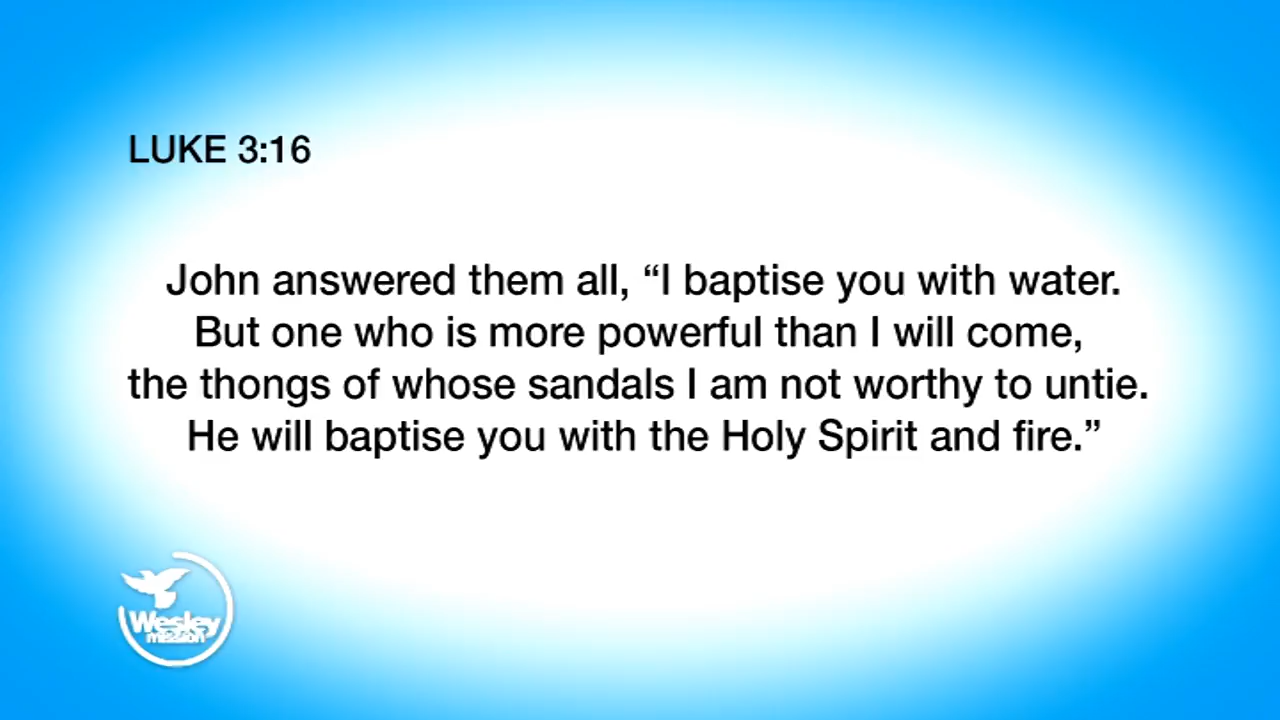 LUKE 3:16
John answered them all, “I baptise you with water.
But one who is more powerful than I will come,
the thongs of whose sandals I am not worthy to untie.
He will baptise you with the Holy Spirit and fire.”
Wesley
mission